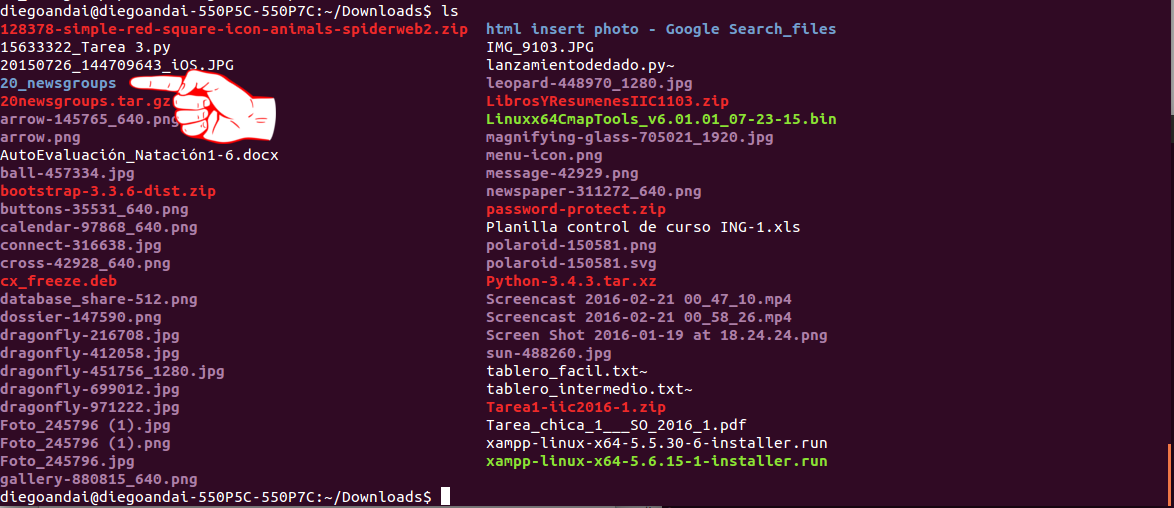 diegoandai@diegoandai-550P5C-550P7C:~/Downloads$ ls
128378-simple-red-square-icon-animals-spiderweb2.zip html insert photo - Google Search_files
15633322_Tarea 3.py IMG_9103.JPG
20150726_144709643_iOS.JPG lanzamientodedado.py~
20_newsgroups leopard-448970_1280.jpg
20newsgroups.tar.gz LibrosYResumenesIIC1103.zip
arrow-145765_640.png Linuxx64CmapTools_v6.01.01_07-23-15.bin
arrow.png magnifying-glass-705021_1920.jpg
AutoEvaluación_Natación1-6.docx menu-icon.png
ball-457334.jpg message-42929.png
bootstrap-3.3.6-dist.zip newspaper-311272_640.png
buttons-35531_640.png password-protect.zip
calendar-97868_640.png Planilla control de curso ING-1.xls
connect-316638.jpg polaroid-150581.png
cross-42928_640.png polaroid-150581.svg
cx_freeze.deb Python-3.4.3.tar.xz
database_share-512.png Screencast 2016-02-21 00_47_10.mp4
dossier-147590.png Screencast 2016-02-21 00_58_26.mp4
dragonfly-216708.jpg Screen Shot 2016-01-19 at 18.24.24.png
dragonfly-412058.jpg sun-488260.jpg
dragonfly-451756_1280.jpg tablero_facil.txt~
dragonfly-699012.jpg tablero_intermedio.txt~
dragonfly-971222.jpg Tarea1-iic2016-1.zip
Foto_245796 (1).jpg Tarea_chica_1___SO_2016_1.pdf
Foto_245796 (1).png xampp-linux-x64-5.5.30-6-installer.run
Foto_245796.jpg xampp-linux-x64-5.6.15-1-installer.run
gallery-880815_640.png
diegoandai@diegoandai-550P5C-550P7C:~/Downloads$